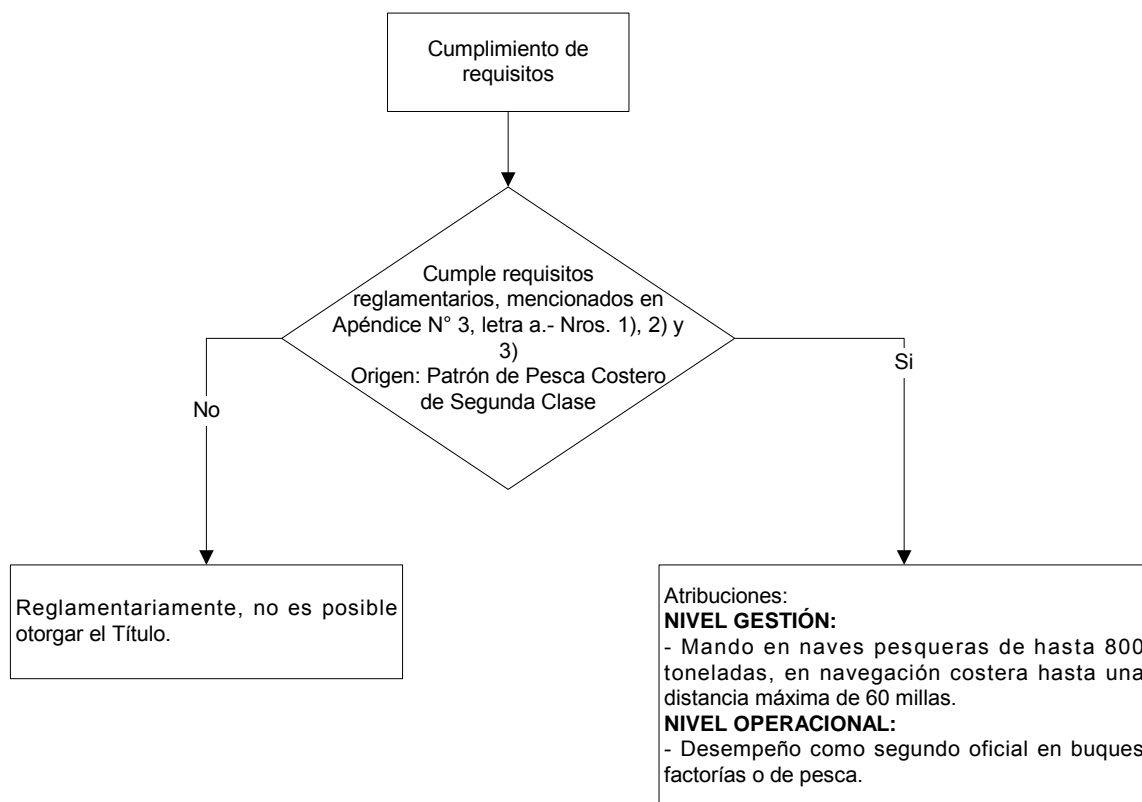 Cumplimiento de
requisitos
Cumple requisitos
reglamentarios, mencionados en
Apéndice N° 3, letra a.- Nros. 1), 2) y
3)
Origen: Patrón de Pesca Costero
de Segunda Clase
No
Si
Reglamentariamente, no es posible
otorgar el Título.
Atribuciones:
NIVEL GESTIÓN:
- Mando en naves pesqueras de hasta 800
toneladas, en navegación costera hasta una
distancia máxima de 60 millas.
NIVEL OPERACIONAL:
- Desempeño como segundo oficial en buques
factorías o de pesca.